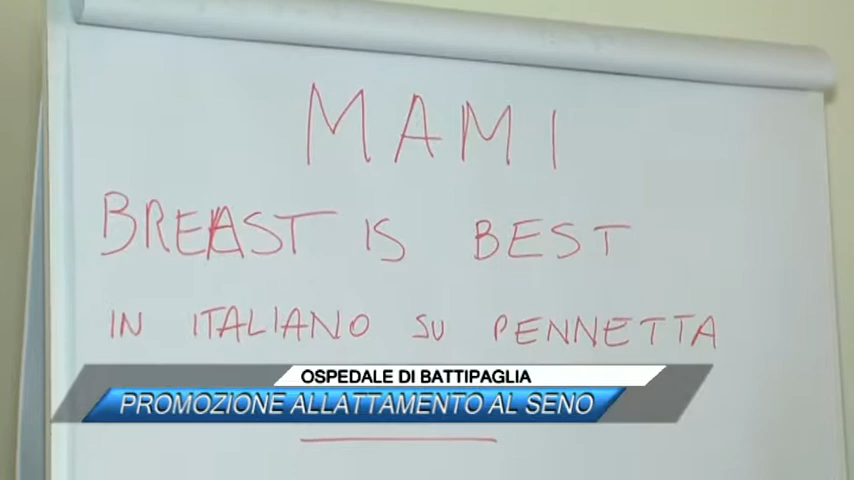 MAMI
BREAST IS BEST
IN ITALIANO SU PENNETTA
OSPEDALE DI BATTIPAGLIA
PROMOZIONE ALLATTAMENTO AL SENO